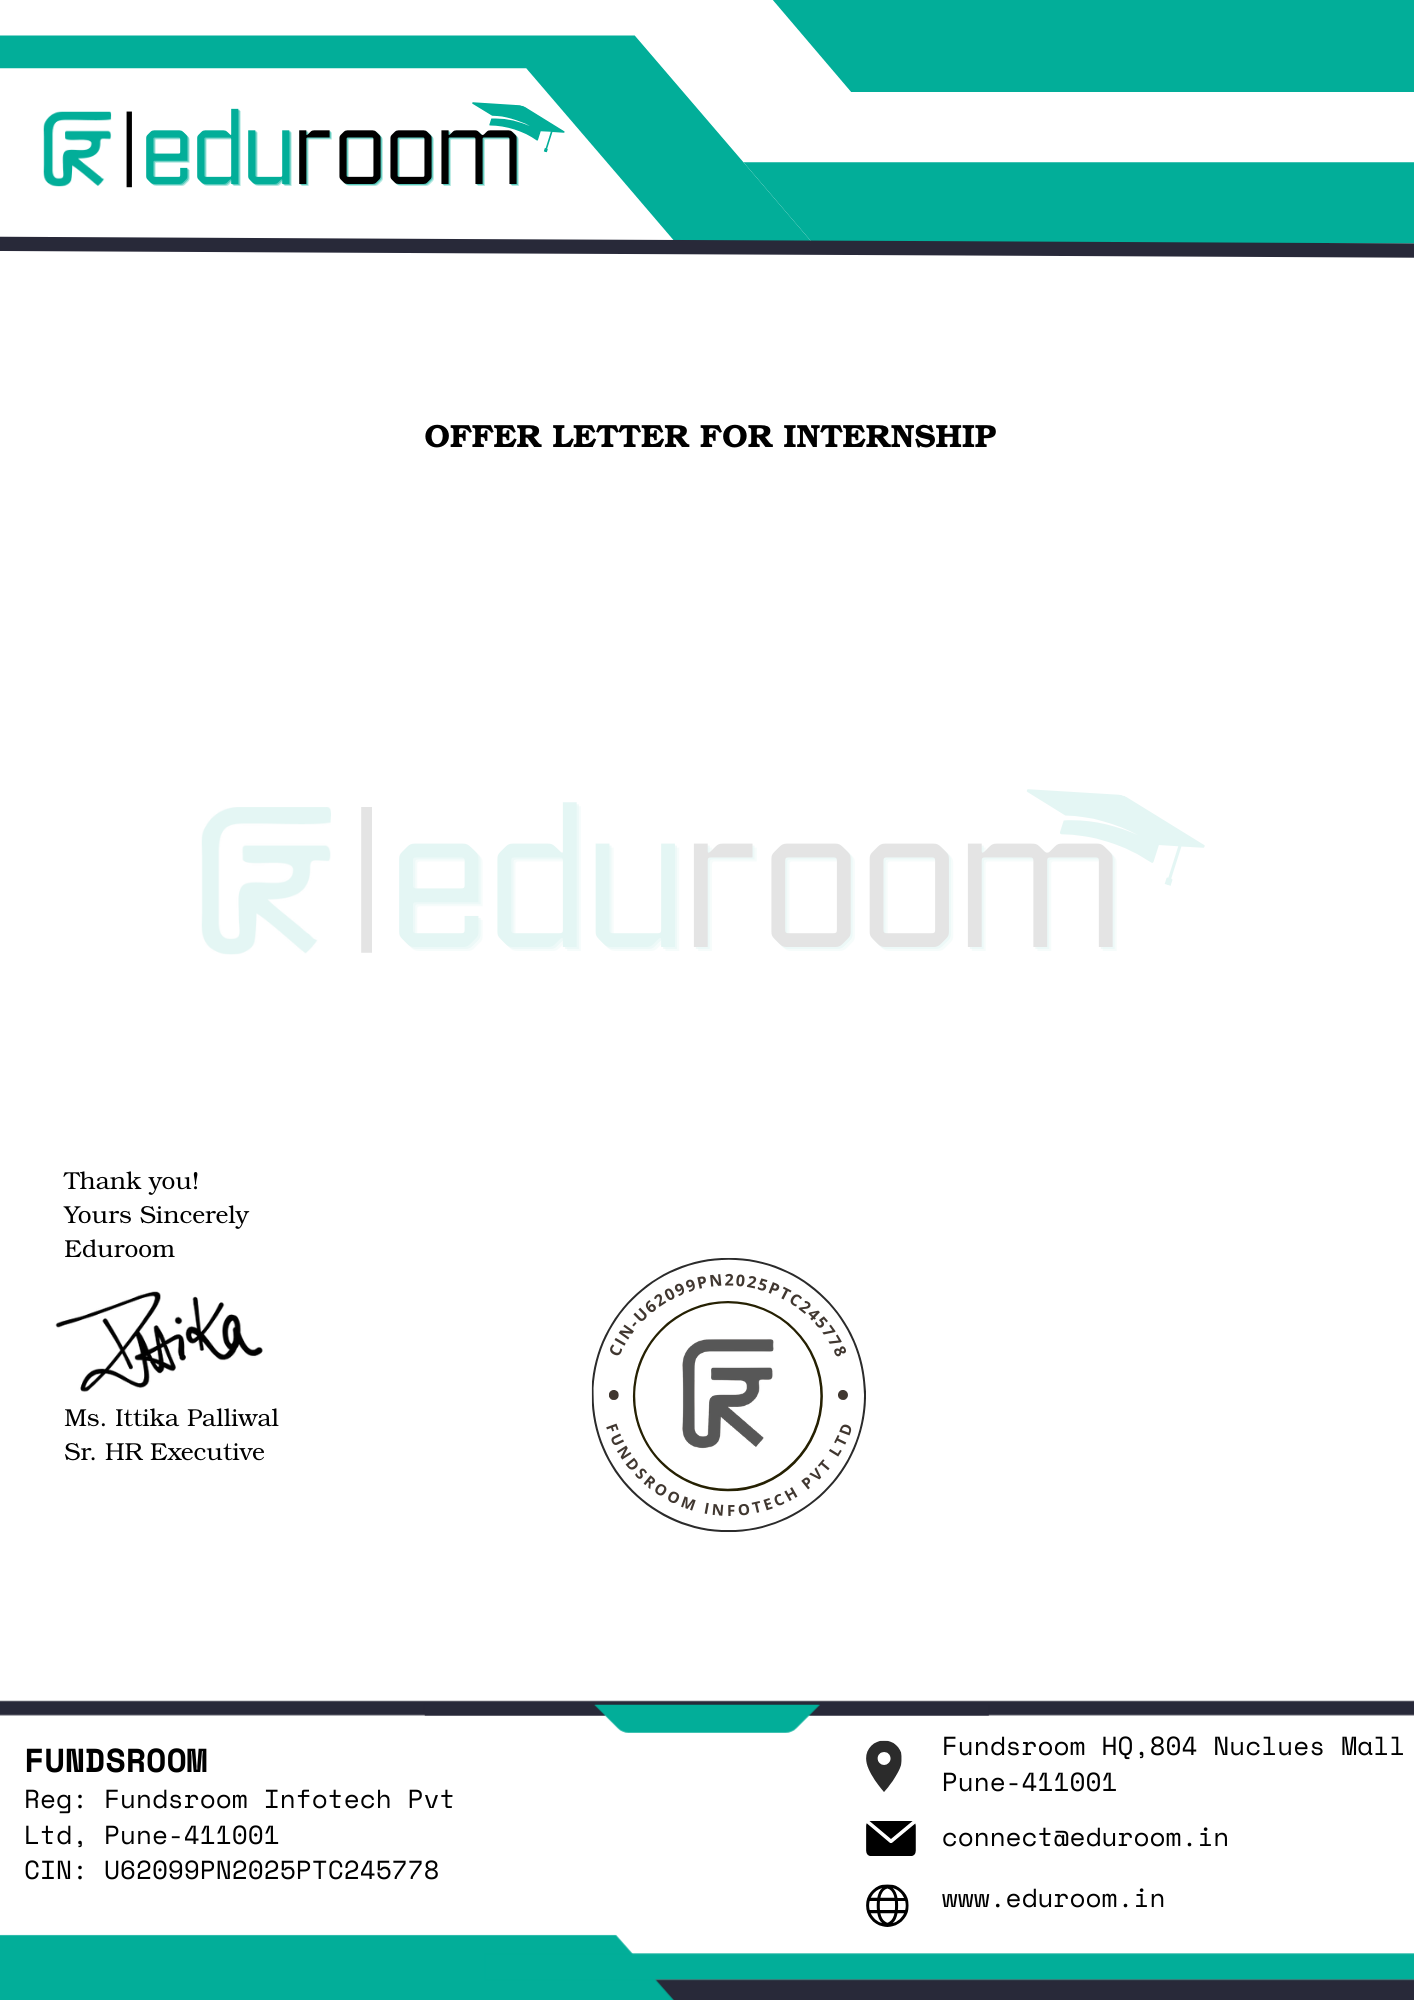 eduroom
OFFER LETTER FOR INTERNSHIP
eduroom
Thank you!
Yours Sincerely
Eduroom
Ittika
Ms. Ittika Palliwal
Sr. HR Executive
CIN-U62099PN2025PTC245778
FUNDSROOM INFOTECH PVT LTD
FUNDSROOM
Reg: Fundsroom Infotech Pvt
Ltd, Pune-411001
CIN: U62099PN2025PTC245778
Fundsroom HQ,804 Nuclues Mall
Pune-411001
connect@eduroom.in
www.eduroom.in